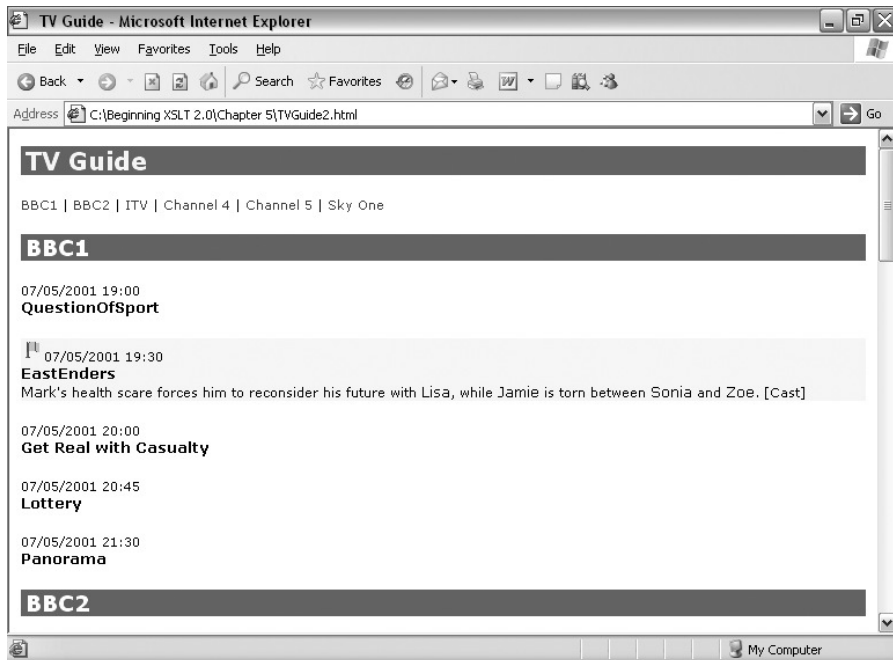 TV Guide - Microsoft Internet Explorer
File Edit View Favorites Tools Help
Back Search Favorites
Address C:\Beginning XSLT 2.0\Chapter 5\TVGuide2.html Go
TV Guide
BBC1 | BBC2 | ITV | Channel 4 | Channel 5 | Sky One
BBC1
07/05/2001 19:00
QuestionOfSport
07/05/2001 19:30
EastEnders
Mark's health scare forces him to reconsider his future with Lisa, while Jamie is torn between Sonia and Zoe. [Cast]
07/05/2001 20:00
Get Real with Casualty
07/05/2001 20:45
Lottery
07/05/2001 21:30
Panorama
BBC2
My Computer